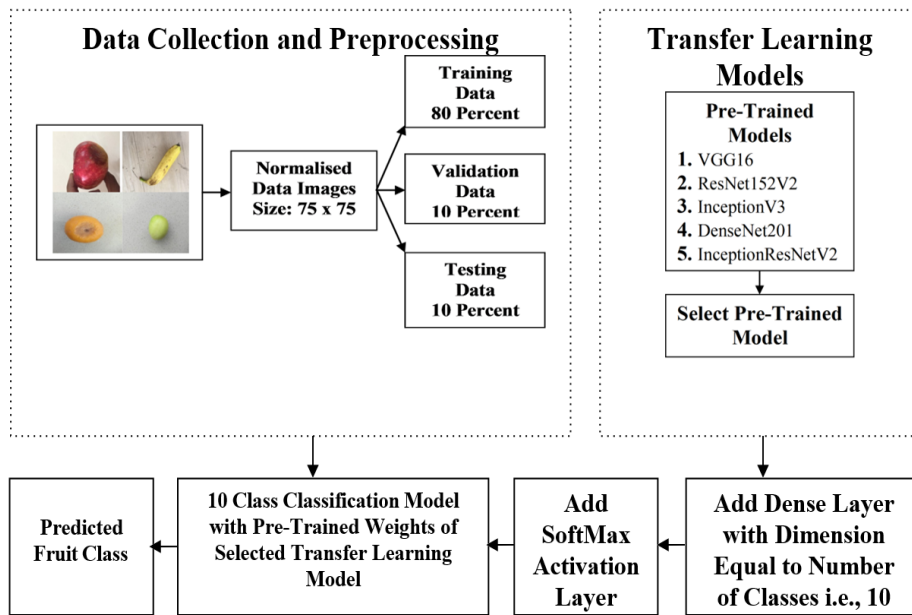 Data Collection and Preprocessing
Training
Data
80 Percent
Normalised
Data Images
Size: 75 x 75
Validation
Data
10 Percent
Testing
Data
10 Percent
Transfer Learning
Models
Pre-Trained
Models
1. VGG16
2. ResNet152V2
3. InceptionV3
4. DenseNet201
5. InceptionResNetV2
Select Pre-Trained
Model
Predicted
Fruit Class
10 Class Classification Model
with Pre-Trained Weights of
Selected Transfer Learning
Model
Add
SoftMax
Activation
Layer
Add Dense Layer
with Dimension
Equal to Number
of Classes i.e., 10